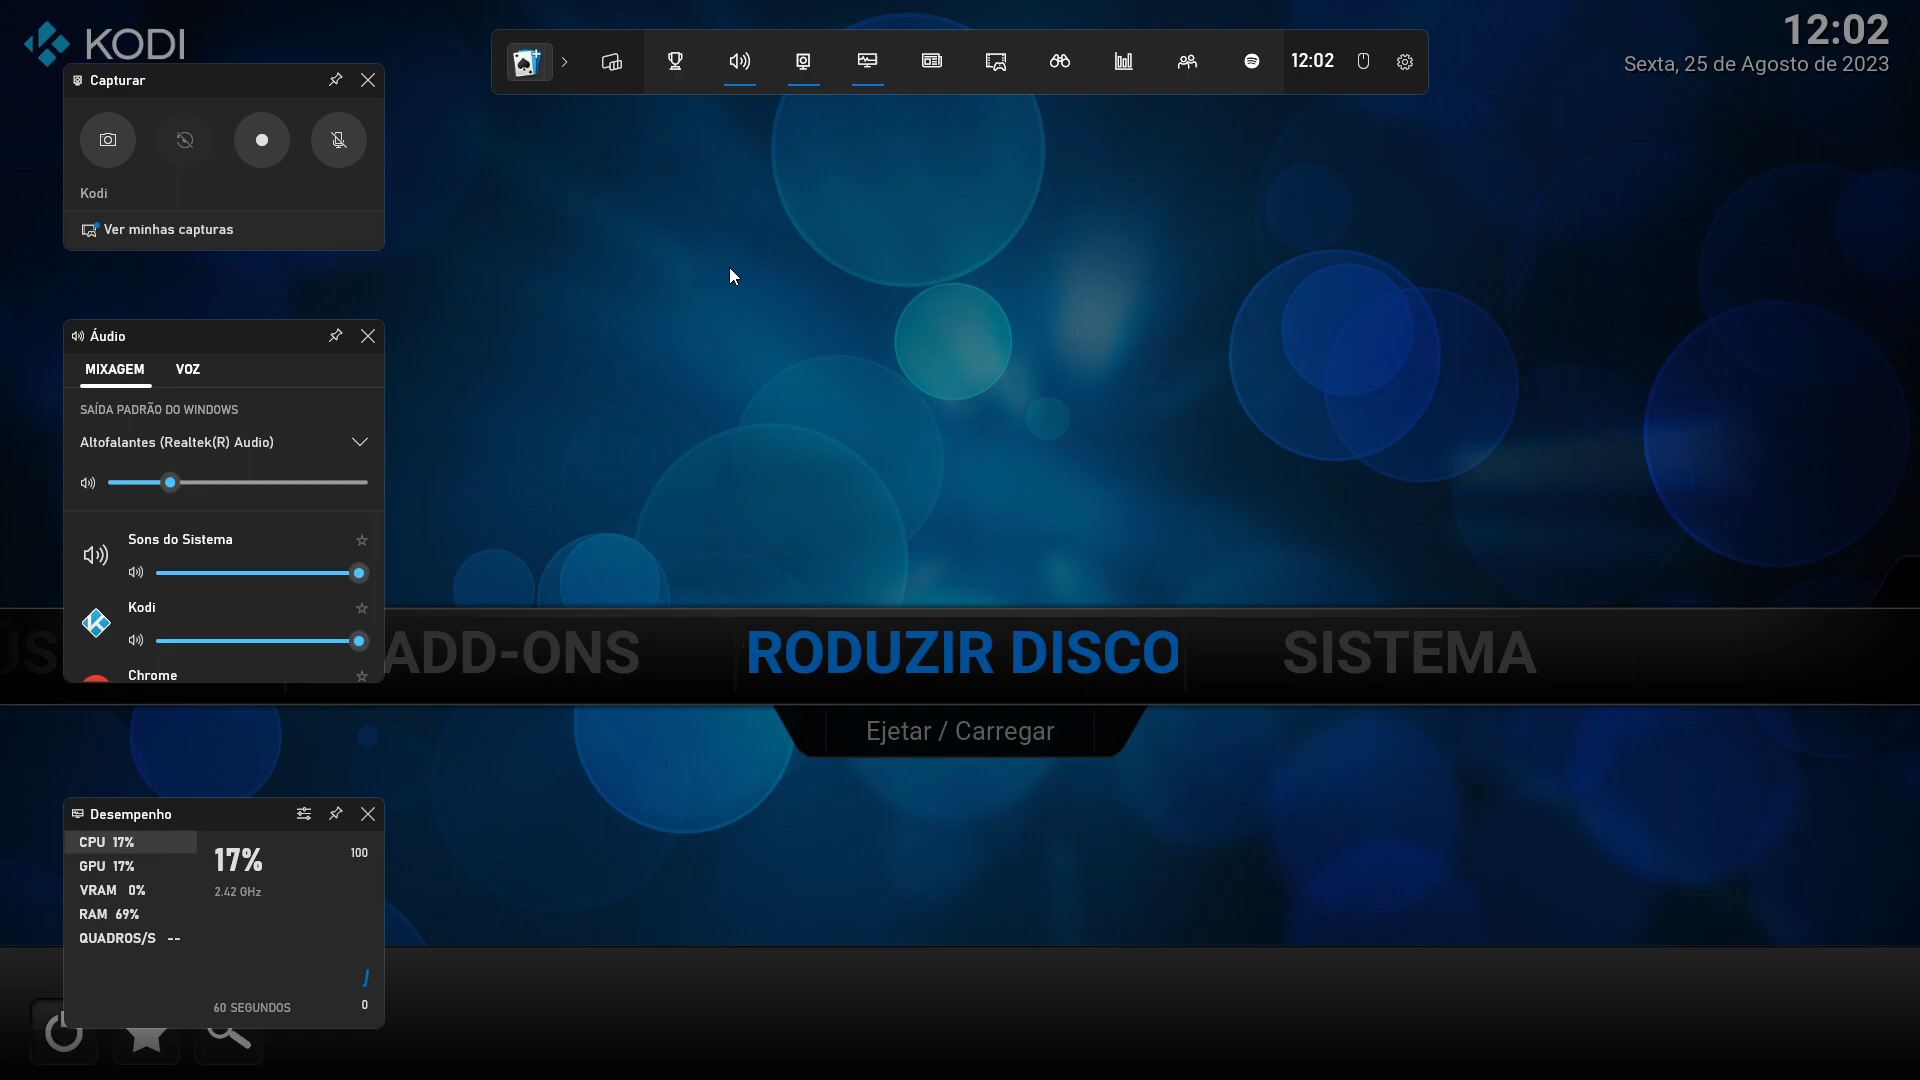 KODI
12:02
12:02
Sexta, 25 de Agosto de 2023
Capturar
Kodi
Ver minhas capturas
Áudio
MIXAGEM VOZ
SAÍDA PADRÃO DO WINDOWS
Altofalantes (Realtek(R) Audio)
Sons do Sistema
Kodi
Chrome
ÚS ADD-ONS RODUZIR DISCO SISTEMA
Ejetar / Carregar
Desempenho
CPU 17%
GPU 17%
VRAM 0%
RAM 69%
QUADROS/S --
17%
100
2.42 GHz
60 SEGUNDOS
0